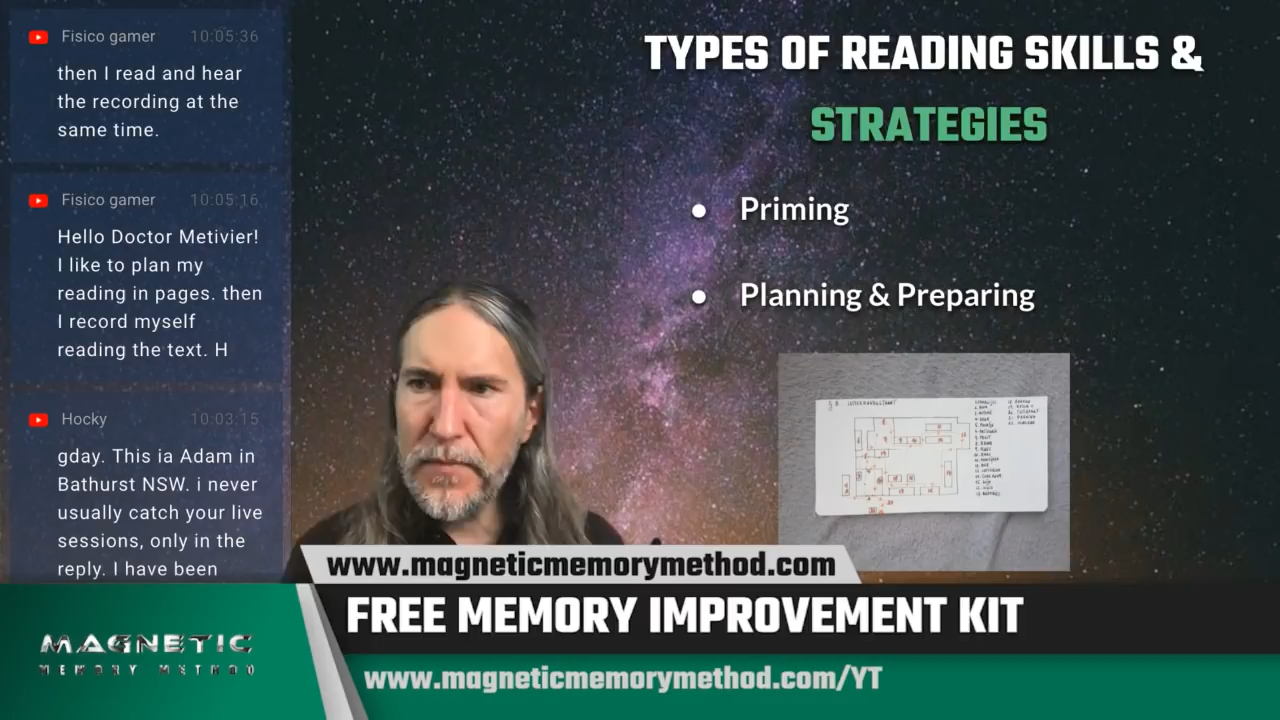 Fisico gamer 10:05:36
then I read and hear
the recording at the
same time.
Fisico gamer 10:05:16
Hello Doctor Metivier!
I like to plan my
reading in pages. then
I record myself
reading the text. H
Hocky 10:03:15
gday. This ia Adam in
Bathurst NSW. i never
usually catch your live
sessions, only in the
reply. I have been
TYPES OF READING SKILLS &
STRATEGIES
• Priming
• Planning & Preparing
www.magneticmemorymethod.com
FREE MEMORY IMPROVEMENT KIT
www.magneticmemorymethod.com/YT
MAGNETIC
MEMORY METHOD